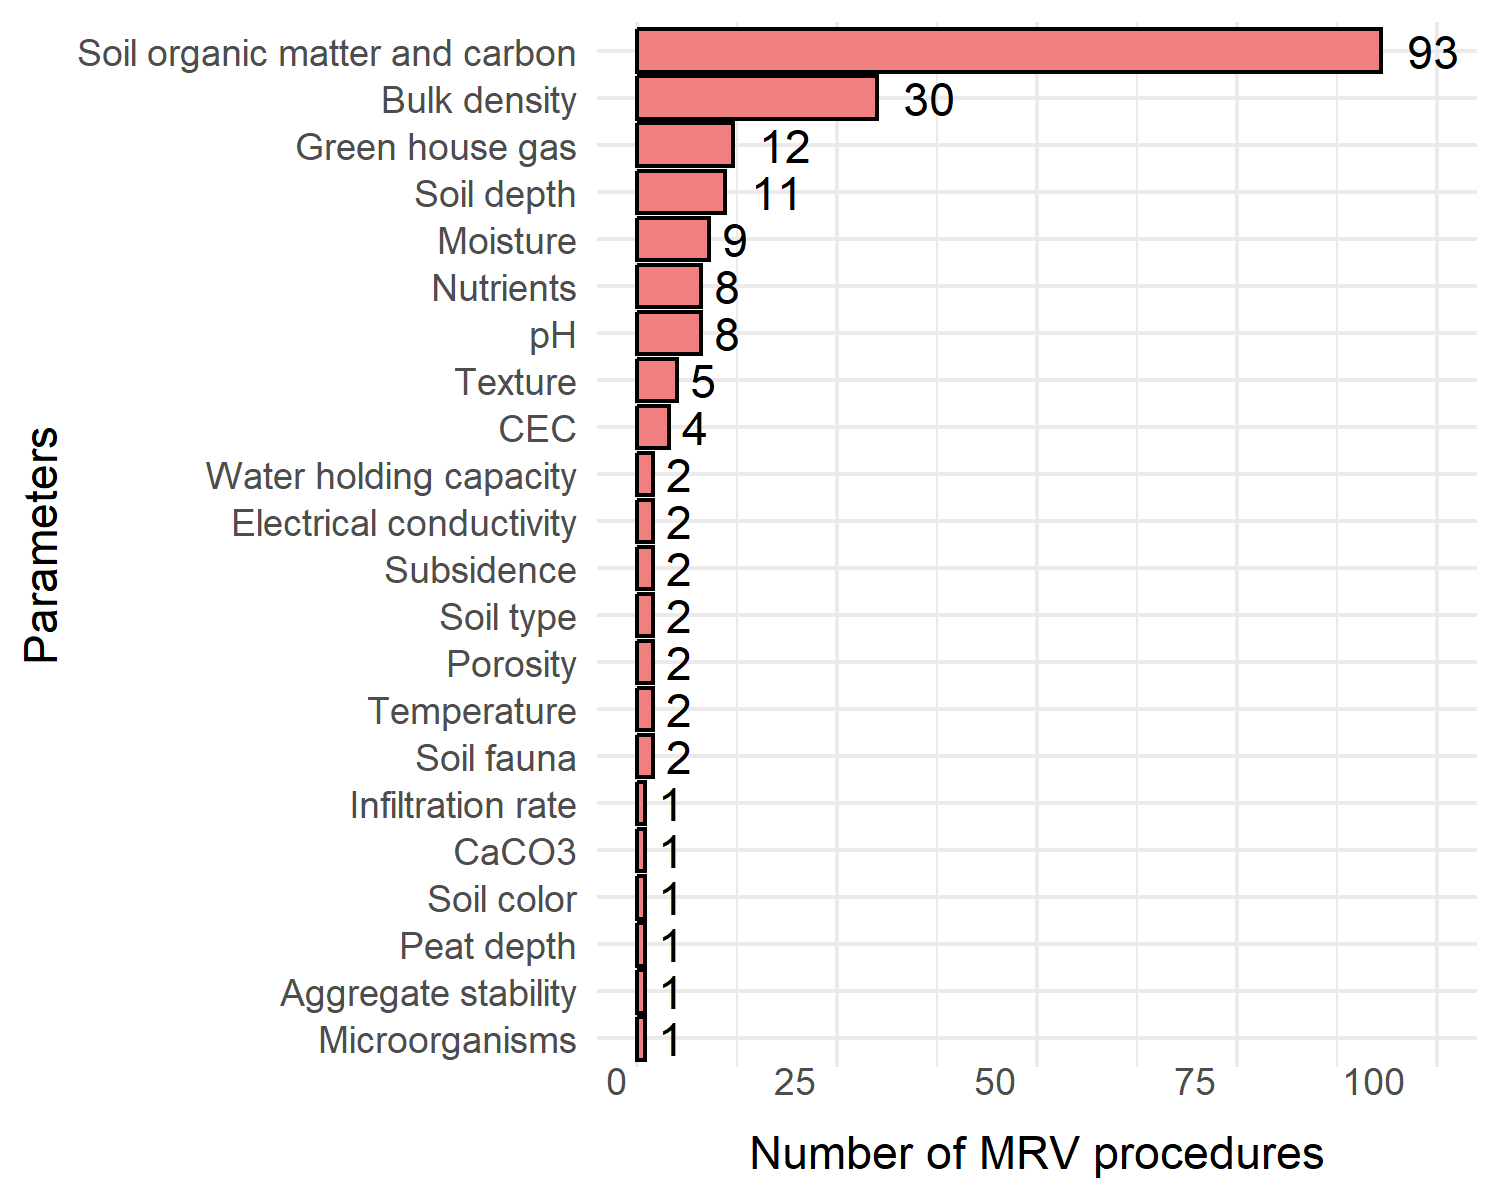 Soil organic matter and carbon 93
Bulk density 30
Green house gas 12
Soil depth 11
Moisture 9
Nutrients 8
pH 8
Texture 5
CEC 4
Water holding capacity 2
Electrical conductivity 2
Subsidence 2
Soil type 2
Porosity 2
Temperature 2
Soil fauna 2
Infiltration rate 1
CaCO3 1
Soil color 1
Peat depth 1
Aggregate stability 1
Microorganisms 1
Parameters
0 25 50 75 100
Number of MRV procedures